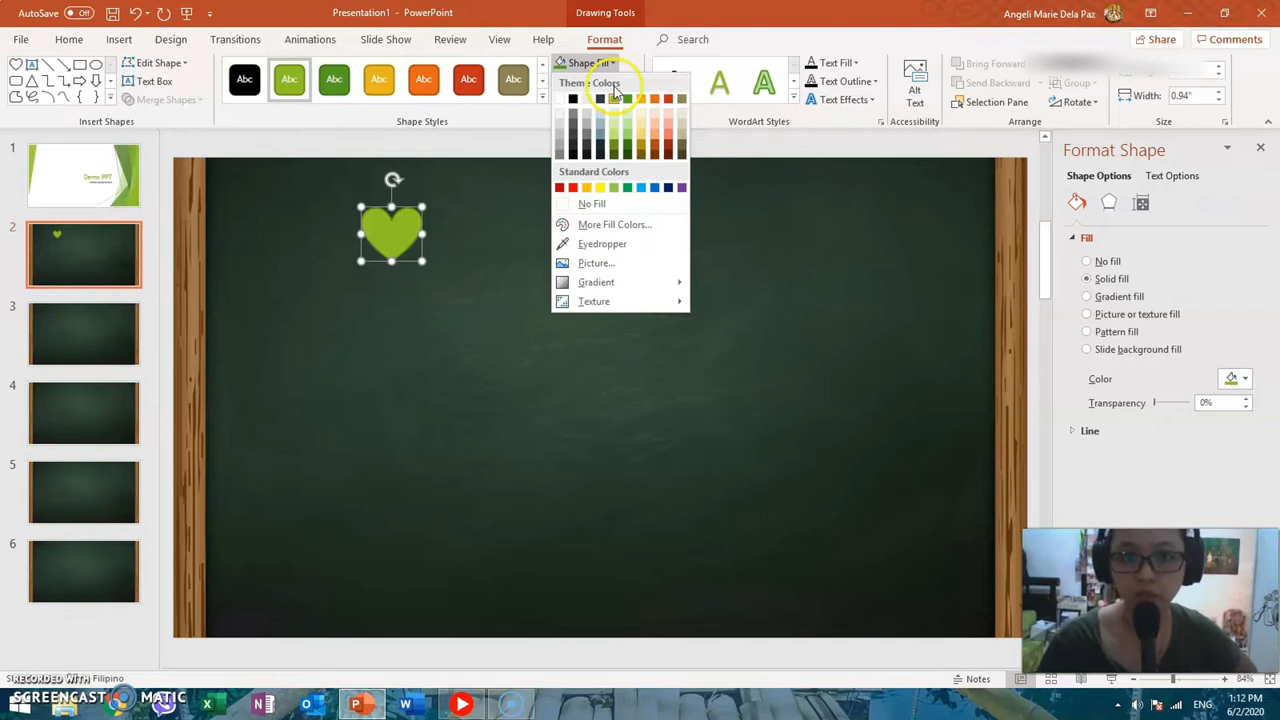 AutoSave Off
Presentation1 - PowerPoint
Drawing Tools
Angeli Marie Dela Paz
File Home Insert Design Transitions Animations Slide Show Review View Help Format Search
Share Comments
Edit Shape
Text Box
Merge Shapes
Insert Shapes
Abc Abc Abc Abc Abc Abc Abc
Shape Styles
Shape Fill
A A
WordArt Styles
Text Fill
Text Outline
Text Effects
Alt
Text
Accessibility
Bring Forward
Send Backward
Selection Pane
Group
Rotate
Arrange
Width: 0.94"
Size
Theme Colors
Standard Colors
No Fill
More Fill Colors...
Eyedropper
Picture...
Gradient
Texture
1
Demo PPT
2
3
4
5
6
Format Shape
Shape Options Text Options
Fill
No fill
Solid fill
Gradient fill
Picture or texture fill
Pattern fill
Slide background fill
Color
Transparency 0%
Line
Filipino
RECORDED WITH
SCREENCAST MATIC
Notes
84%
ENG
1:12 PM
6/2/2020